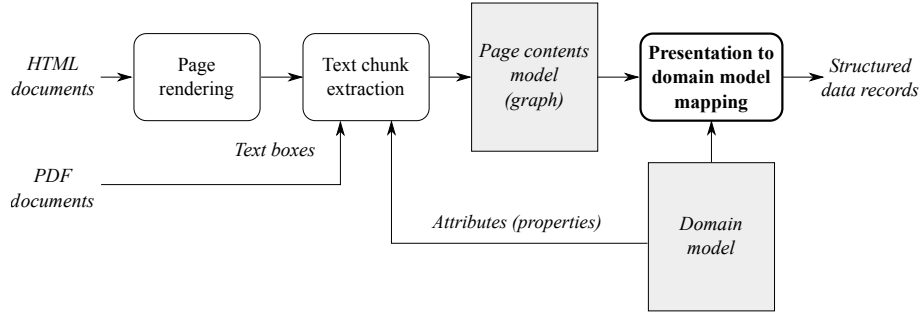 HTML
documents
Page
rendering
Text chunk
extraction
Page contents
model
(graph)
Presentation to
domain model
mapping
Structured
data records
Text boxes
PDF
documents
Attributes (properties)
Domain
model